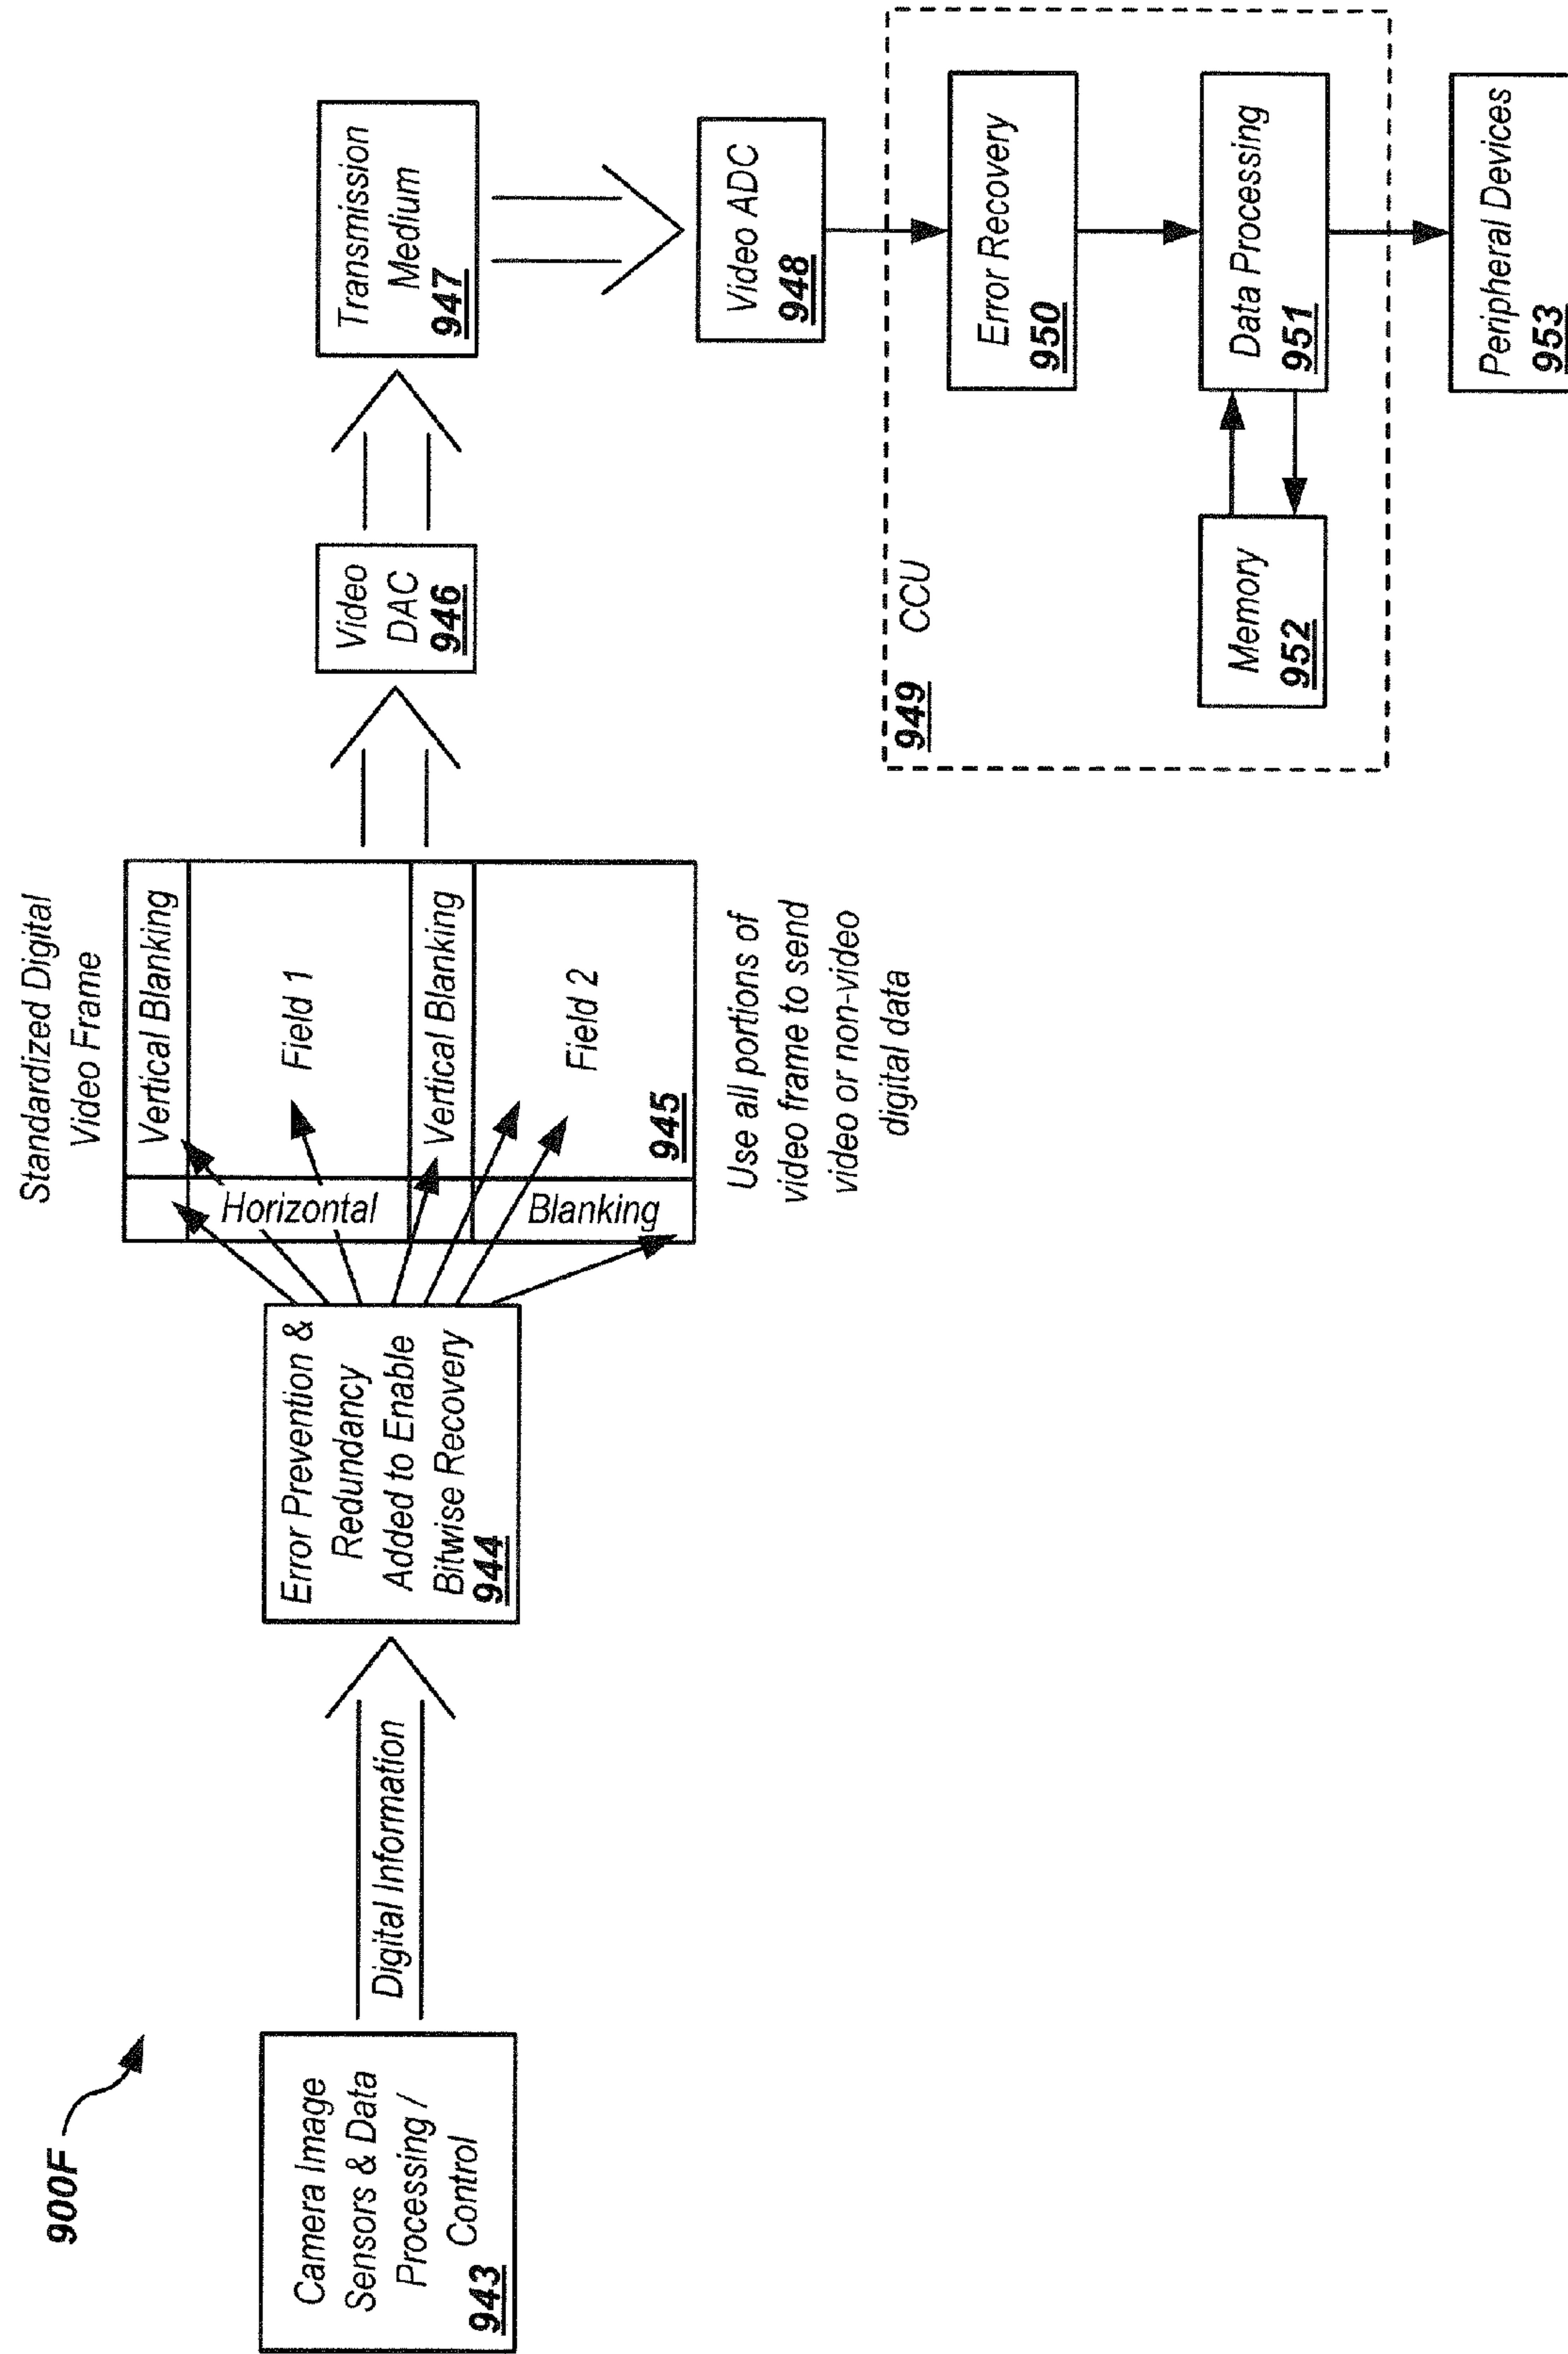 900F
Camera Image
Sensors & Data
Processing /
Control
943
Digital Information
Error Prevention &
Redundancy
Added to Enable
Bitwise Recovery
944
Standardized Digital
Video Frame
Vertical Blanking
Horizontal
Field 1
Vertical Blanking
Blanking
Field 2
945
Use all portions of
video frame to send
video or non-video
digital data
Video
DAC
946
Transmission
Medium
947
Video ADC
948
949 CCU
Error Recovery
950
Data Processing
951
Memory
952
Peripheral Devices
953